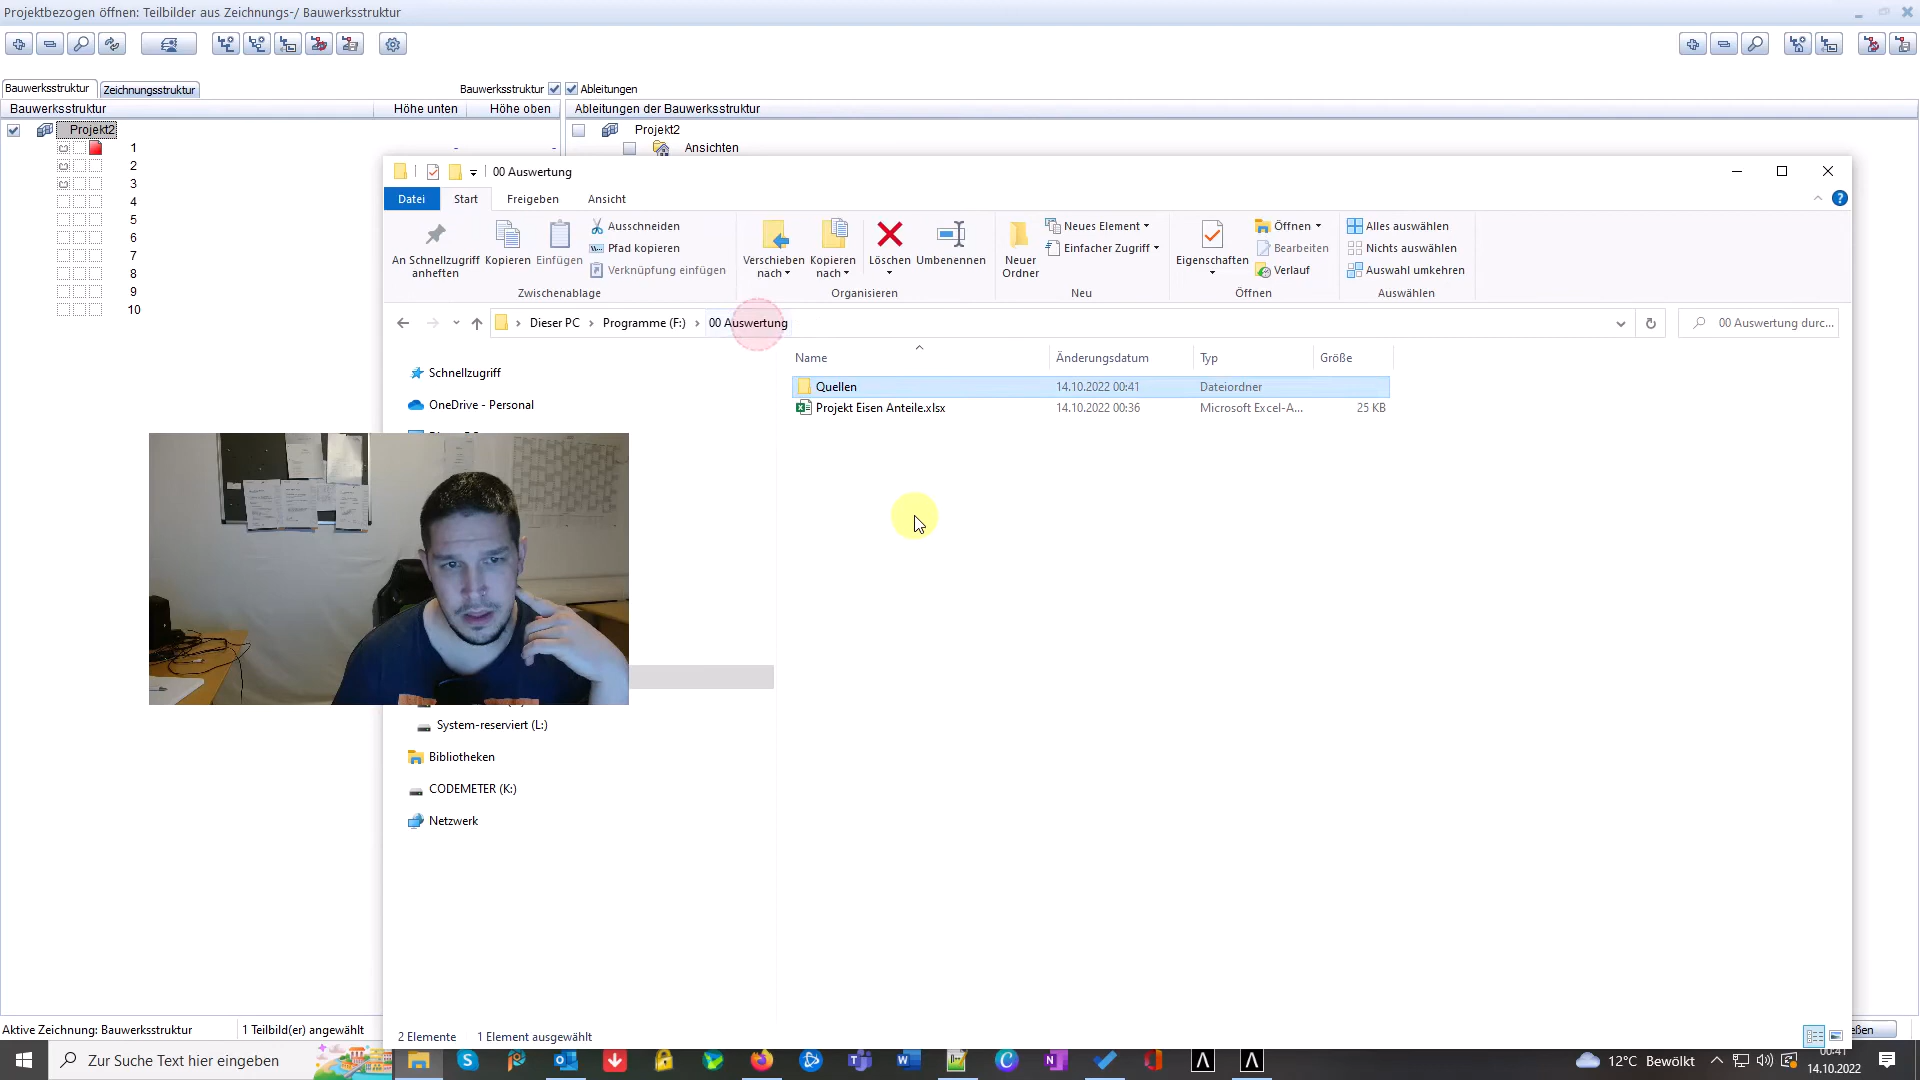 Projektbezogen öffnen: Teilbilder aus Zeichnungs-/ Bauwerksstruktur
Bauwerksstruktur
Zeichnungsstruktur
Bauwerksstruktur
Ableitungen
Bauwerksstruktur
Höhe unten
Höhe oben
Ableitungen der Bauwerksstruktur
Projekt2
Projekt2
1
-
-
Ansichten
2
3
4
5
6
7
8
9
10
00 Auswertung
Datei
Start
Freigeben
Ansicht
An Schnellzugriff
anheften
Kopieren
Einfügen
Ausschneiden
Pfad kopieren
Verknüpfung einfügen
Zwischenablage
Verschieben
nach
Kopieren
nach
Löschen
Umbenennen
Organisieren
Neuer
Ordner
Neues Element
Einfacher Zugriff
Neu
Eigenschaften
Öffnen
Bearbeiten
Verlauf
Öffnen
Alles auswählen
Nichts auswählen
Auswahl umkehren
Auswählen
Dieser PC
Programme (F:)
00 Auswertung
00 Auswertung durc...
Name
Änderungsdatum
Typ
Größe
Quellen
14.10.2022 00:41
Dateiordner
Projekt Eisen Anteile.xlsx
14.10.2022 00:36
Microsoft Excel-A...
25 KB
Schnellzugriff
OneDrive - Personal
System-reserviert (L:)
Bibliotheken
CODEMETER (K:)
Netzwerk
2 Elemente
1 Element ausgewählt
Aktive Zeichnung: Bauwerksstruktur
1 Teilbild(er) angewählt
Zur Suche Text hier eingeben
12°C Bewölkt
00:41
14.10.2022